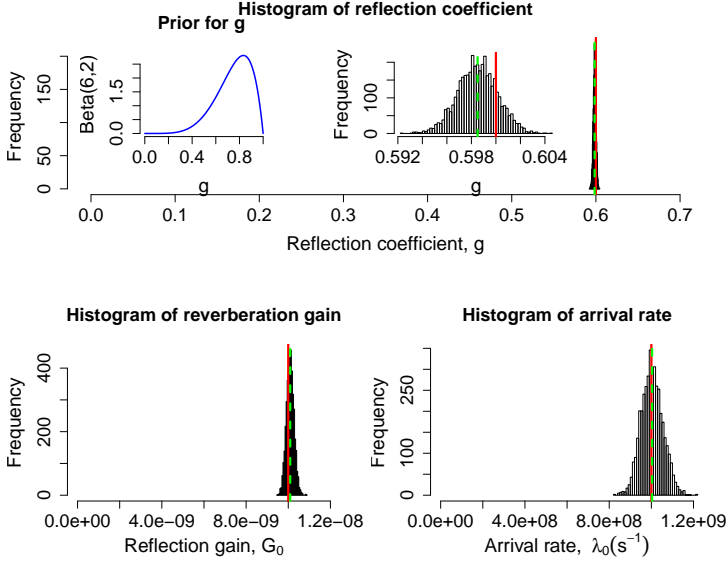 Histogram of reflection coefficient
Prior for g
Frequency
0 50 150
Beta(6,2)
0.0 1.5
0.0 0.4 0.8
g
Frequency
0 100
0.592 0.598 0.604
g
0.0 0.1 0.2 0.3 0.4 0.5 0.6 0.7
Reflection coefficient, g
Histogram of reverberation gain
Frequency
0 200 400
0.0e+00 4.0e-09 8.0e-09 1.2e-08
Reflection gain, G₀
Histogram of arrival rate
Frequency
0 100 250
0.0e+00 4.0e+08 8.0e+08 1.2e+09
Arrival rate, λ₀(s⁻¹)